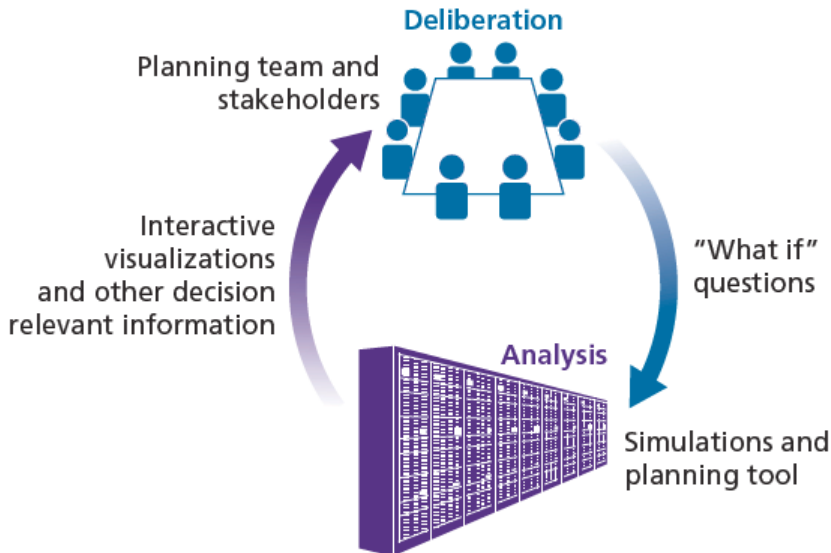 Deliberation
Planning team and
stakeholders
Interactive
visualizations
and other decision
relevant information
“What if”
questions
Analysis
Simulations and
planning tool